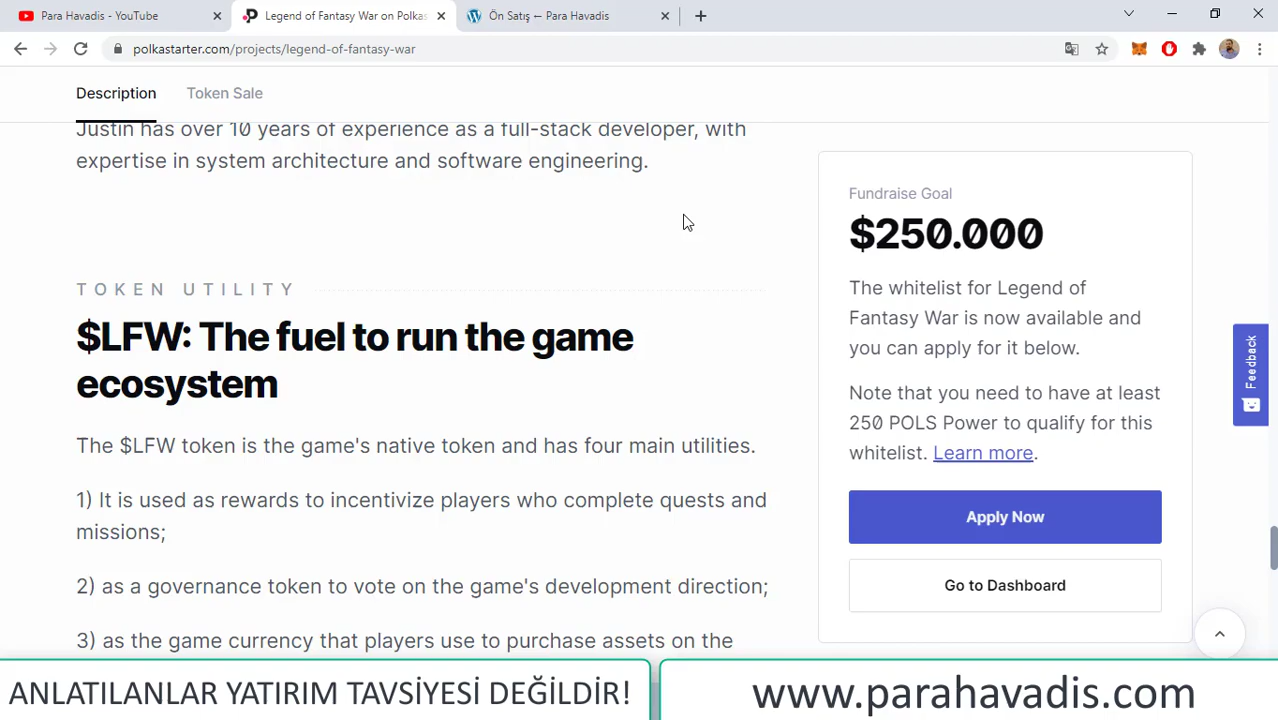 Para Havadis - YouTube
Legend of Fantasy War on Polkas
Ön Satış ← Para Havadis
polkastarter.com/projects/legend-of-fantasy-war
Description
Token Sale
Justin has over 10 years of experience as a full-stack developer, with
expertise in system architecture and software engineering.
TOKEN UTILITY
$LFW: The fuel to run the game
ecosystem
The $LFW token is the game's native token and has four main utilities.
1) It is used as rewards to incentivize players who complete quests and
missions;
2) as a governance token to vote on the game's development direction;
3) as the game currency that players use to purchase assets on the
Fundraise Goal
$250.000
The whitelist for Legend of
Fantasy War is now available and
you can apply for it below.
Note that you need to have at least
250 POLS Power to qualify for this
whitelist. Learn more.
Apply Now
Go to Dashboard
Feedback
ANLATILANLAR YATIRIM TAVSİYESİ DEĞİLDİR!
www.parahavadis.com